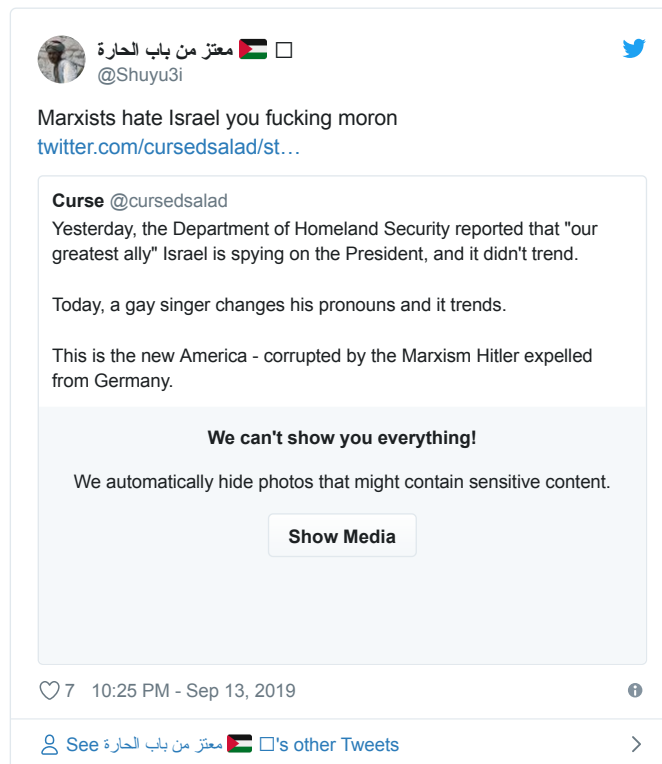 معتز من باب الحارة 🇵🇸 □
@Shuyu3i
Marxists hate Israel you fucking moron
twitter.com/cursedsalad/st…
Curse @cursedsalad
Yesterday, the Department of Homeland Security reported that "our
greatest ally" Israel is spying on the President, and it didn't trend.
Today, a gay singer changes his pronouns and it trends.
This is the new America - corrupted by the Marxism Hitler expelled
from Germany.
We can't show you everything!
We automatically hide photos that might contain sensitive content.
Show Media
7 10:25 PM - Sep 13, 2019
See معتز من باب الحارة 🇵🇸 □'s other Tweets